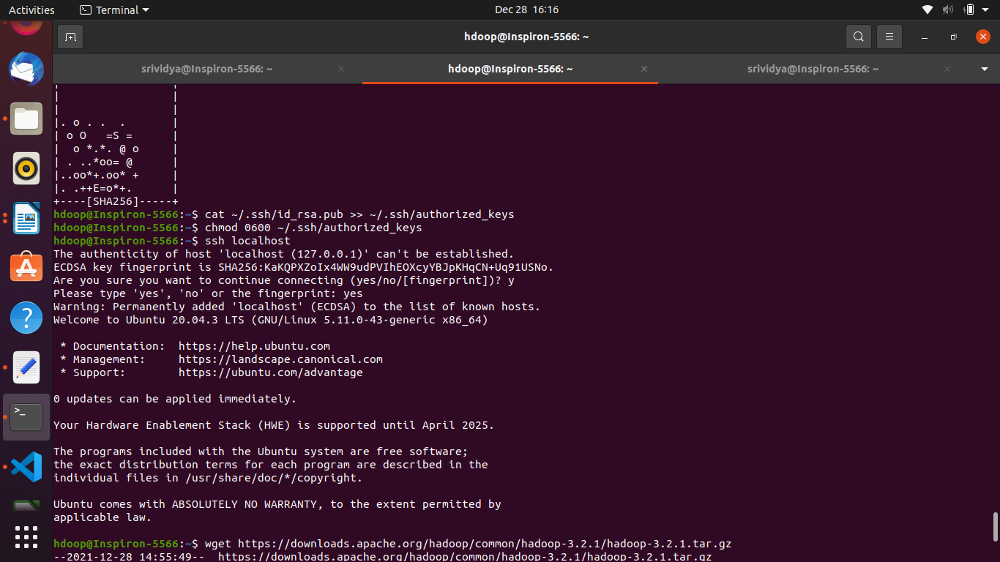 Activities
Terminal
Dec 28 16:16
hdoop@Inspiron-5566: ~
srividya@Inspiron-5566: ~
hdoop@Inspiron-5566: ~
srividya@Inspiron-5566: ~
|                 |
|                 |
|                 |
|. o . .  .       |
| o O   =S =      |
|  o *.*. @ o     |
| . ..*oo= @      |
|..oo*+.oo* +     |
|. .++E=o*+.      |
+----[SHA256]-----+
hdoop@Inspiron-5566:~$ cat ~/.ssh/id_rsa.pub >> ~/.ssh/authorized_keys
hdoop@Inspiron-5566:~$ chmod 0600 ~/.ssh/authorized_keys
hdoop@Inspiron-5566:~$ ssh localhost
The authenticity of host 'localhost (127.0.0.1)' can't be established.
ECDSA key fingerprint is SHA256:KaKQPXZoIx4WW9udPVIhEOXcyYBJpKHqCN+Uq91USNo.
Are you sure you want to continue connecting (yes/no/[fingerprint])? y
Please type 'yes', 'no' or the fingerprint: yes
Warning: Permanently added 'localhost' (ECDSA) to the list of known hosts.
Welcome to Ubuntu 20.04.3 LTS (GNU/Linux 5.11.0-43-generic x86_64)
 * Documentation:  https://help.ubuntu.com
 * Management:     https://landscape.canonical.com
 * Support:        https://ubuntu.com/advantage
0 updates can be applied immediately.
Your Hardware Enablement Stack (HWE) is supported until April 2025.
The programs included with the Ubuntu system are free software;
the exact distribution terms for each program are described in the
individual files in /usr/share/doc/*/copyright.
Ubuntu comes with ABSOLUTELY NO WARRANTY, to the extent permitted by
applicable law.
hdoop@Inspiron-5566:~$ wget https://downloads.apache.org/hadoop/common/hadoop-3.2.1/hadoop-3.2.1.tar.gz
--2021-12-28 14:55:49--  https://downloads.apache.org/hadoop/common/hadoop-3.2.1/hadoop-3.2.1.tar.gz